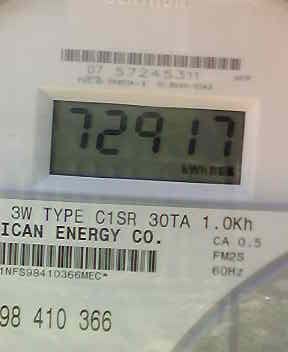 07 57245311
72917
kWh
3W TYPE C1SR 30TA 1.0Kh
ICAN ENERGY CO.
CA 0.5
FM2S
60Hz
1NFS98410366MEC*
98 410 366